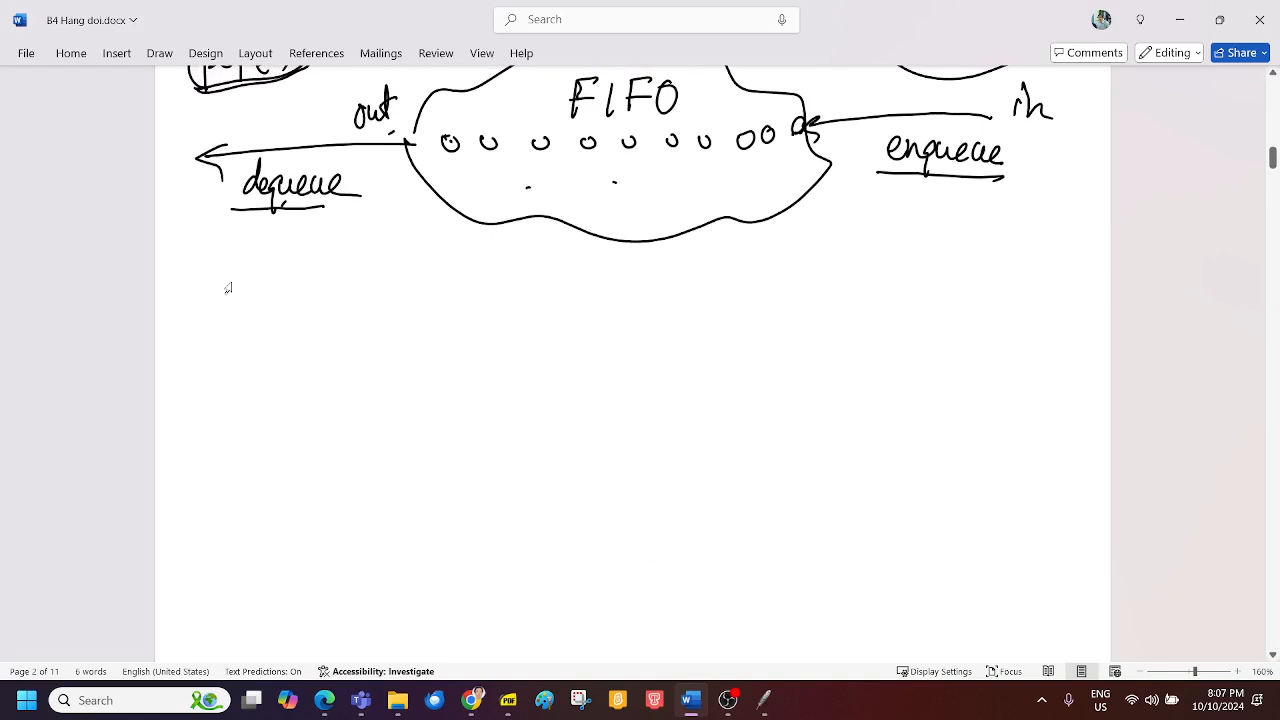 B4 Hang doi.docx
Search
File Home Insert Draw Design Layout References Mailings Review View Help
Comments Editing Share
FIFO
out
in
enqueue
dequeue
Page 2 of 11 6 words English (United States) Text Predictions: On Accessibility: Investigate
Display Settings Focus 160%
Search
PDF
ENG
US
8:07 PM
10/10/2024